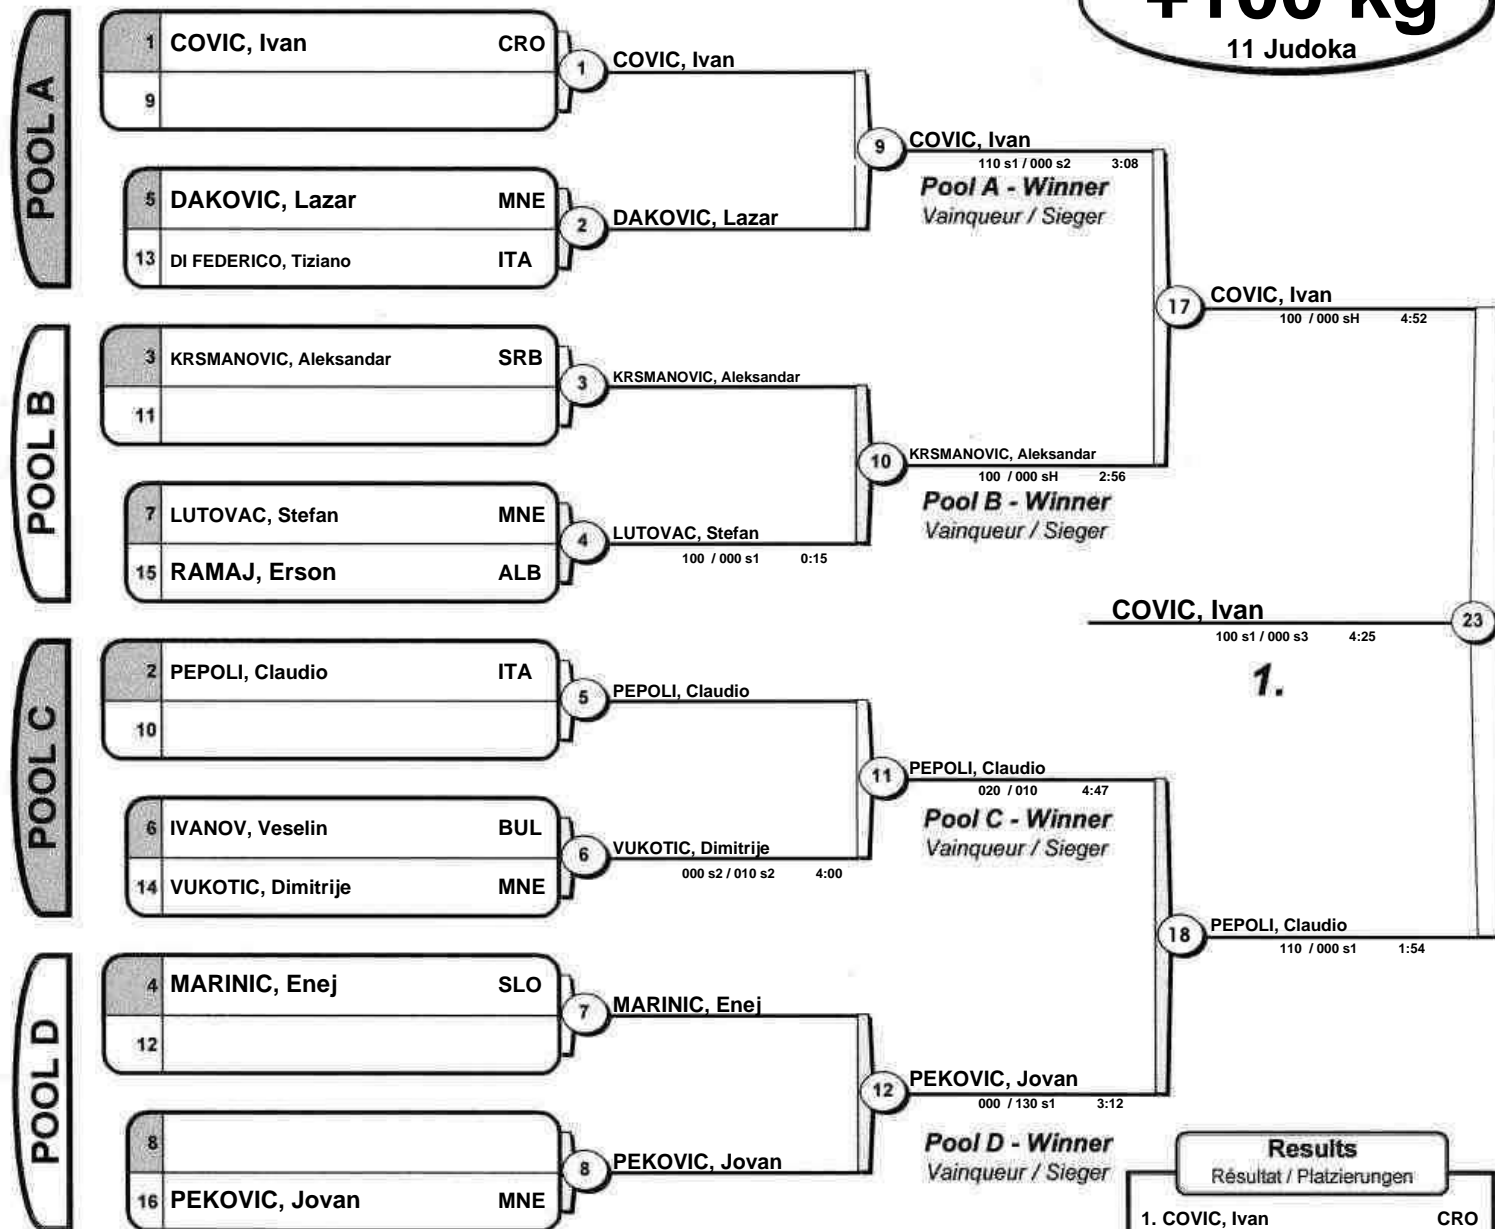 +100 kg
11 Judoka
POOL A
1 COVIC, Ivan CRO
9
5 DAKOVIC, Lazar MNE
13 DI FEDERICO, Tiziano ITA
1 COVIC, Ivan
2 DAKOVIC, Lazar
9 COVIC, Ivan
110 s1 / 000 s2 3:08
Pool A - Winner
Vainqueur / Sieger
POOL B
3 KRSMANOVIC, Aleksandar SRB
11
7 LUTOVAC, Stefan MNE
15 RAMAJ, Erson ALB
3 KRSMANOVIC, Aleksandar
4 LUTOVAC, Stefan
100 / 000 s1 0:15
10 KRSMANOVIC, Aleksandar
100 / 000 sH 2:56
Pool B - Winner
Vainqueur / Sieger
17 COVIC, Ivan
100 / 000 sH 4:52
COVIC, Ivan 23
100 s1 / 000 s3 4:25
1.
POOL C
2 PEPOLI, Claudio ITA
10
6 IVANOV, Veselin BUL
14 VUKOTIC, Dimitrije MNE
5 PEPOLI, Claudio
6 VUKOTIC, Dimitrije
000 s2 / 010 s2 4:00
11 PEPOLI, Claudio
020 / 010 4:47
Pool C - Winner
Vainqueur / Sieger
18 PEPOLI, Claudio
110 / 000 s1 1:54
POOL D
4 MARINIC, Enej SLO
12
8
16 PEKOVIC, Jovan MNE
7 MARINIC, Enej
8 PEKOVIC, Jovan
12 PEKOVIC, Jovan
000 / 130 s1 3:12
Pool D - Winner
Vainqueur / Sieger
Results
Résultat / Platzierungen
1. COVIC, Ivan CRO